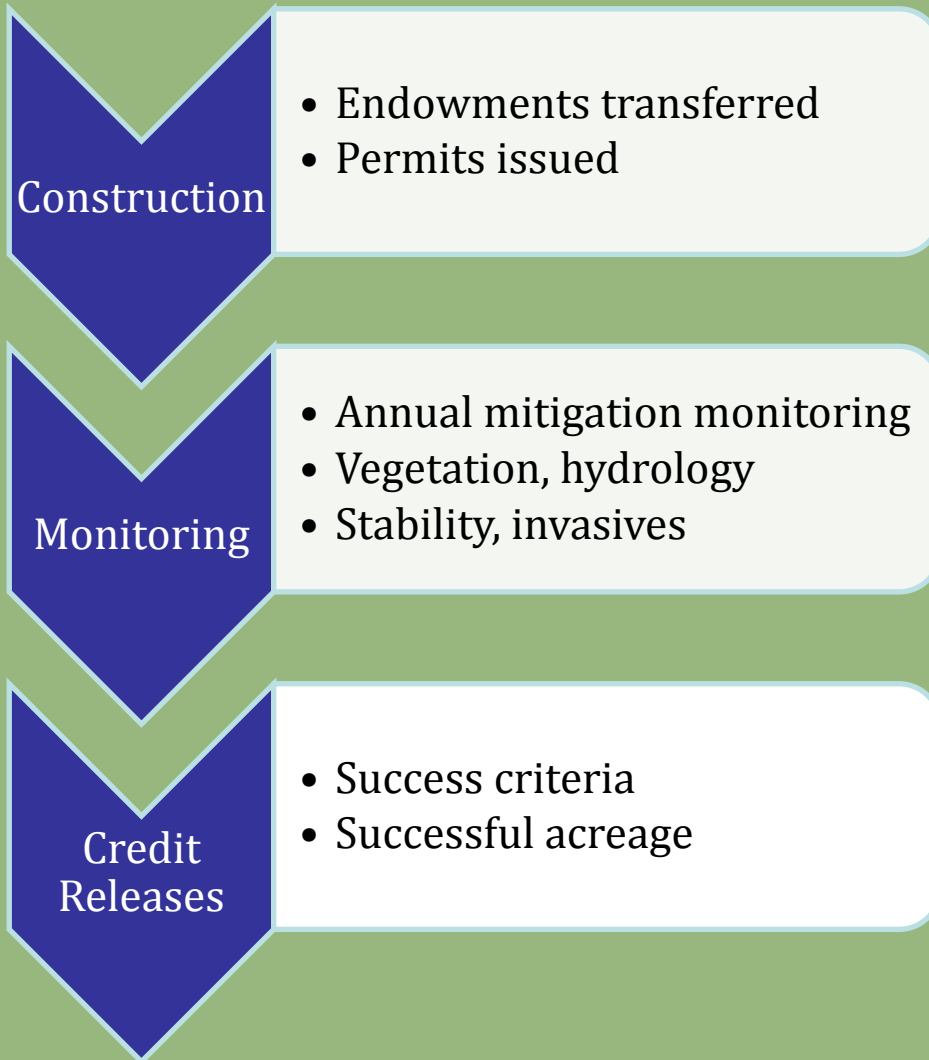 Construction
• Endowments transferred
• Permits issued
Monitoring
• Annual mitigation monitoring
• Vegetation, hydrology
• Stability, invasives
Credit
Releases
• Success criteria
• Successful acreage